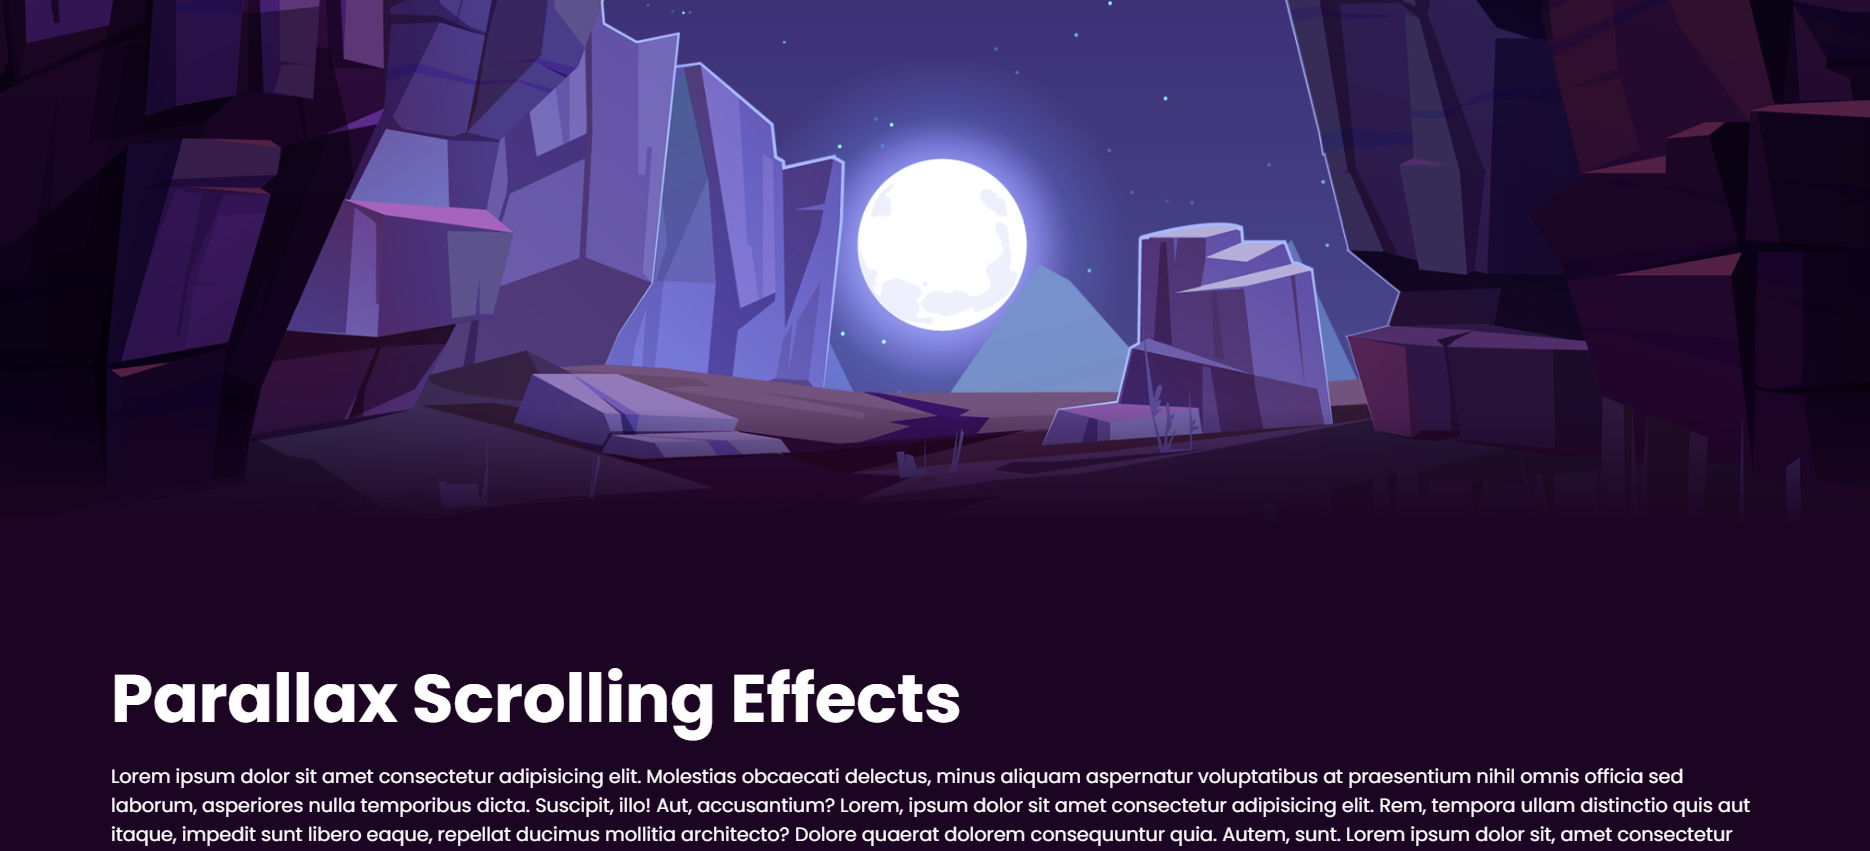 Parallax Scrolling Effects
Lorem ipsum dolor sit amet consectetur adipisicing elit. Molestias obcaecati delectus, minus aliquam aspernatur voluptatibus at praesentium nihil omnis officia sed
laborum, asperiores nulla temporibus dicta. Suscipit, illo! Aut, accusantium? Lorem, ipsum dolor sit amet consectetur adipisicing elit. Rem, tempora ullam distinctio quis aut
itaque, impedit sunt libero eaque, repellat ducimus mollitia architecto? Dolore quaerat dolorem consequuntur quia. Autem, sunt. Lorem ipsum dolor sit, amet consectetur